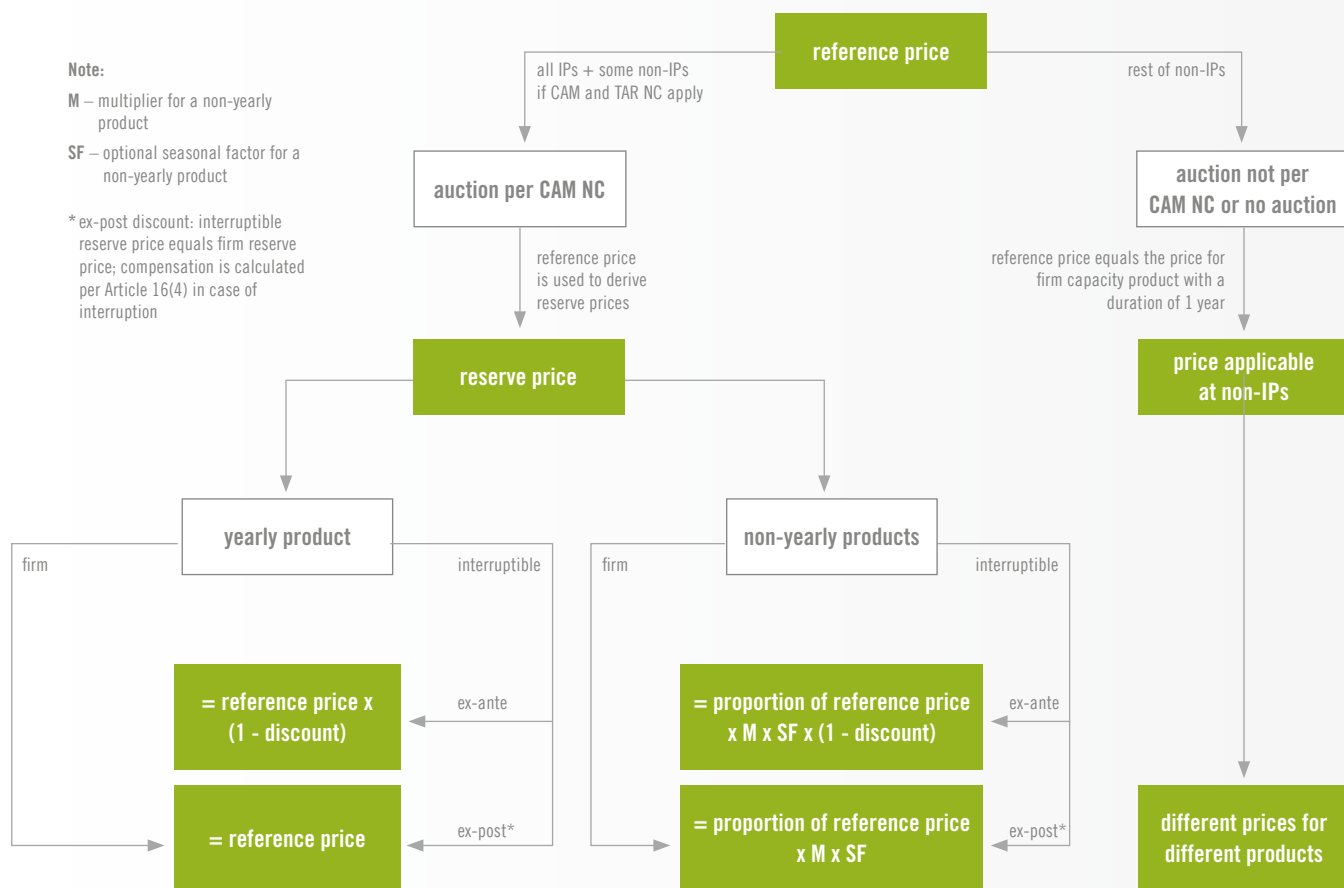 reference price
Note:
M – multiplier for a non-yearly
product
SF – optional seasonal factor for a
non-yearly product
* ex-post discount: interruptible
reserve price equals firm reserve
price; compensation is calculated
per Article 16(4) in case of
interruption
all IPs + some non-IPs
if CAM and TAR NC apply
rest of non-IPs
auction per CAM NC
auction not per
CAM NC or no auction
reference price
is used to derive
reserve prices
reference price equals the price for
firm capacity product with a
duration of 1 year
reserve price
price applicable
at non-IPs
yearly product
non-yearly products
firm
interruptible
firm
interruptible
= reference price x
(1 - discount)
ex-ante
= proportion of reference price
x M x SF x (1 - discount)
ex-ante
= reference price
ex-post*
= proportion of reference price
x M x SF
ex-post*
different prices for
different products